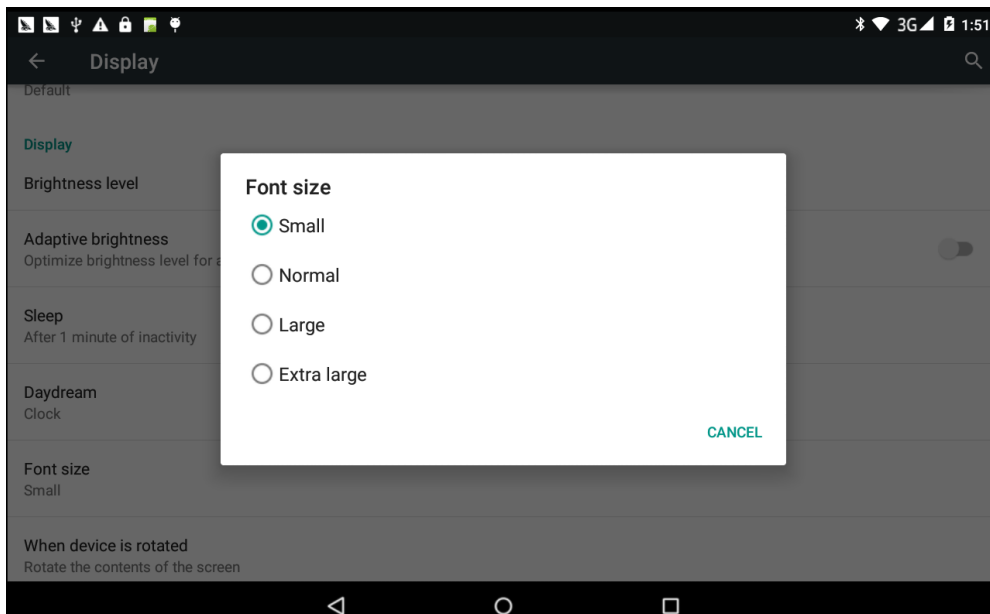 3G 1:51
Display
Default
Display
Brightness level
Adaptive brightness
Optimize brightness level for
Sleep
After 1 minute of inactivity
Daydream
Clock
Font size
Small
When device is rotated
Rotate the contents of the screen
Font size
Small
Normal
Large
Extra large
CANCEL